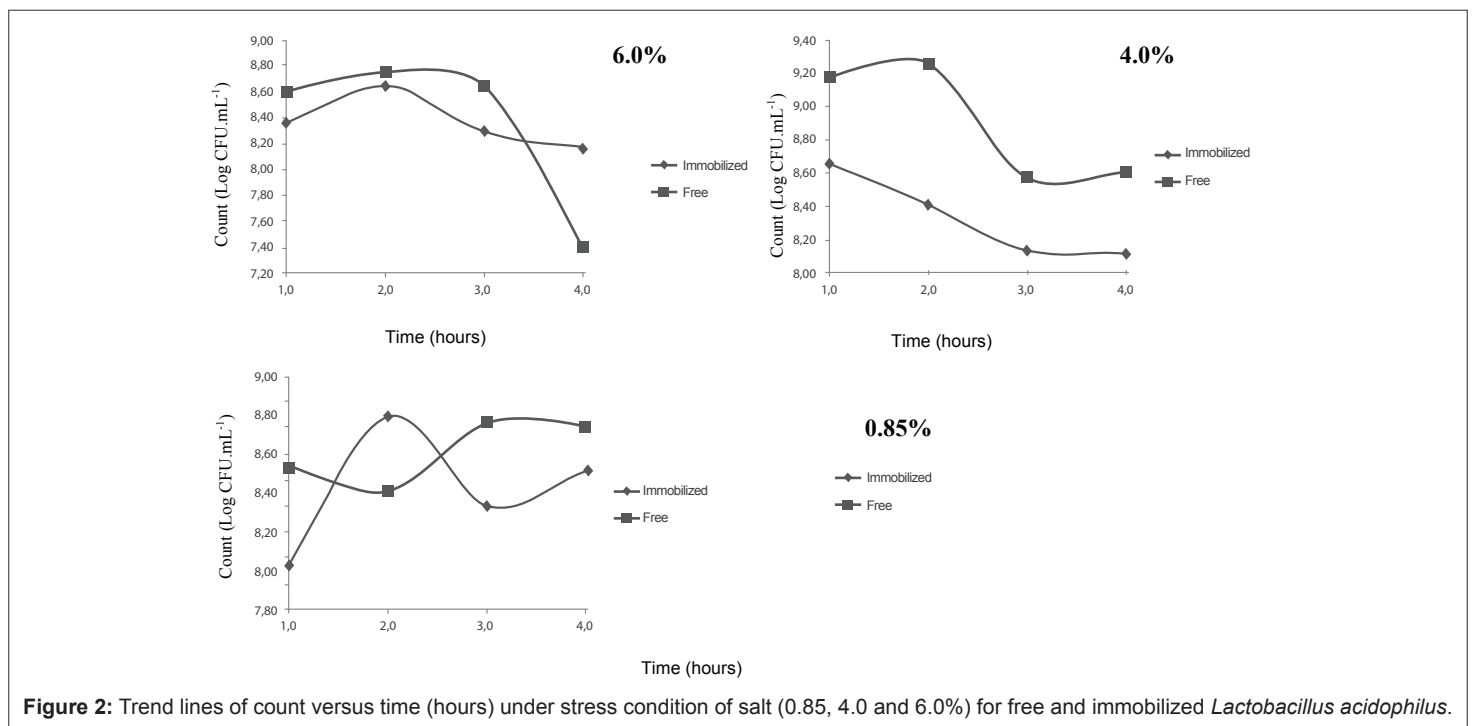 6.0%
Count (Log CFU.mL⁻¹)
9,00
8,80
8,60
8,40
8,20
8,00
7,80
7,60
7,40
7,20
1,0 2,0 3,0 4,0
Time (hours)
Immobilized
Free
4.0%
Count (Log CFU.mL⁻¹)
9,40
9,20
9,00
8,80
8,60
8,40
8,20
8,00
1,0 2,0 3,0 4,0
Time (hours)
Immobilized
Free
0.85%
Count (Log CFU.mL⁻¹)
9,00
8,80
8,60
8,40
8,20
8,00
7,80
1,0 2,0 3,0 4,0
Time (hours)
Immobilized
Free
Immobilized
Free
Figure 2: Trend lines of count versus time (hours) under stress condition of salt (0.85, 4.0 and 6.0%) for free and immobilized Lactobacillus acidophilus.